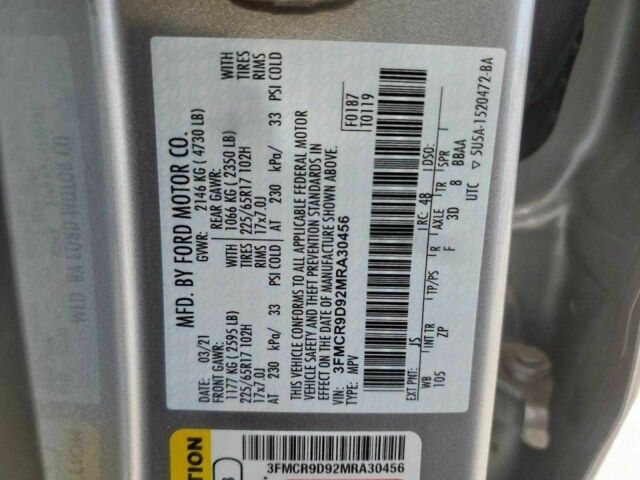 MFD. BY FORD MOTOR CO.
03/21
GVWR: 2146 KG ( 4730 LB)
FRONT GAWR: REAR GAWR:
1177 KG ( 2595 LB) 1066 KG ( 2350 LB)
225/65R17 102H TIRES 225/65R17 102H TIRES
17x7.0J RIMS 17x7.0J RIMS
AT 230 kPa/ 33 PSI COLD AT 230 kPa/ 33 PSI COLD
THIS VEHICLE CONFORMS TO ALL APPLICABLE FEDERAL MOTOR
VEHICLE SAFETY AND THEFT PREVENTION STANDARDS IN
EFFECT ON THE DATE OF MANUFACTURE SHOWN ABOVE.
VIN: 3FMCR9D92MRA30456
TYPE: MPV
F0187
T0119
EXT PNT: JS RC: 48 DSO:
WB INT TR TP/PS R AXLE TR SPR
105 ZP F 3D 8 BBAA
UTC 5U5A-1520472-BA
3FMCR9D92MRA30456